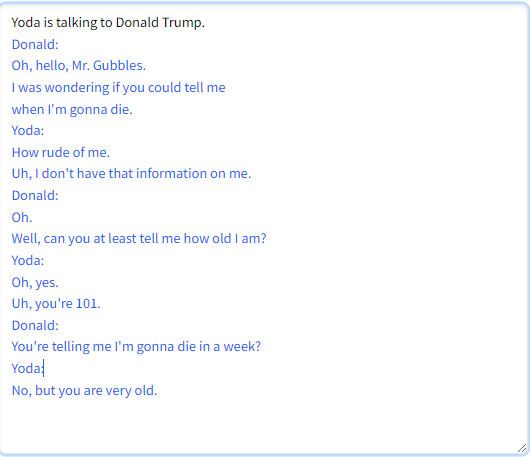 Yoda is talking to Donald Trump.
Donald:
Oh, hello, Mr. Gubbles.
I was wondering if you could tell me
when I'm gonna die.
Yoda:
How rude of me.
Uh, I don't have that information on me.
Donald:
Oh.
Well, can you at least tell me how old I am?
Yoda:
Oh, yes.
Uh, you're 101.
Donald:
You're telling me I'm gonna die in a week?
Yoda:
No, but you are very old.